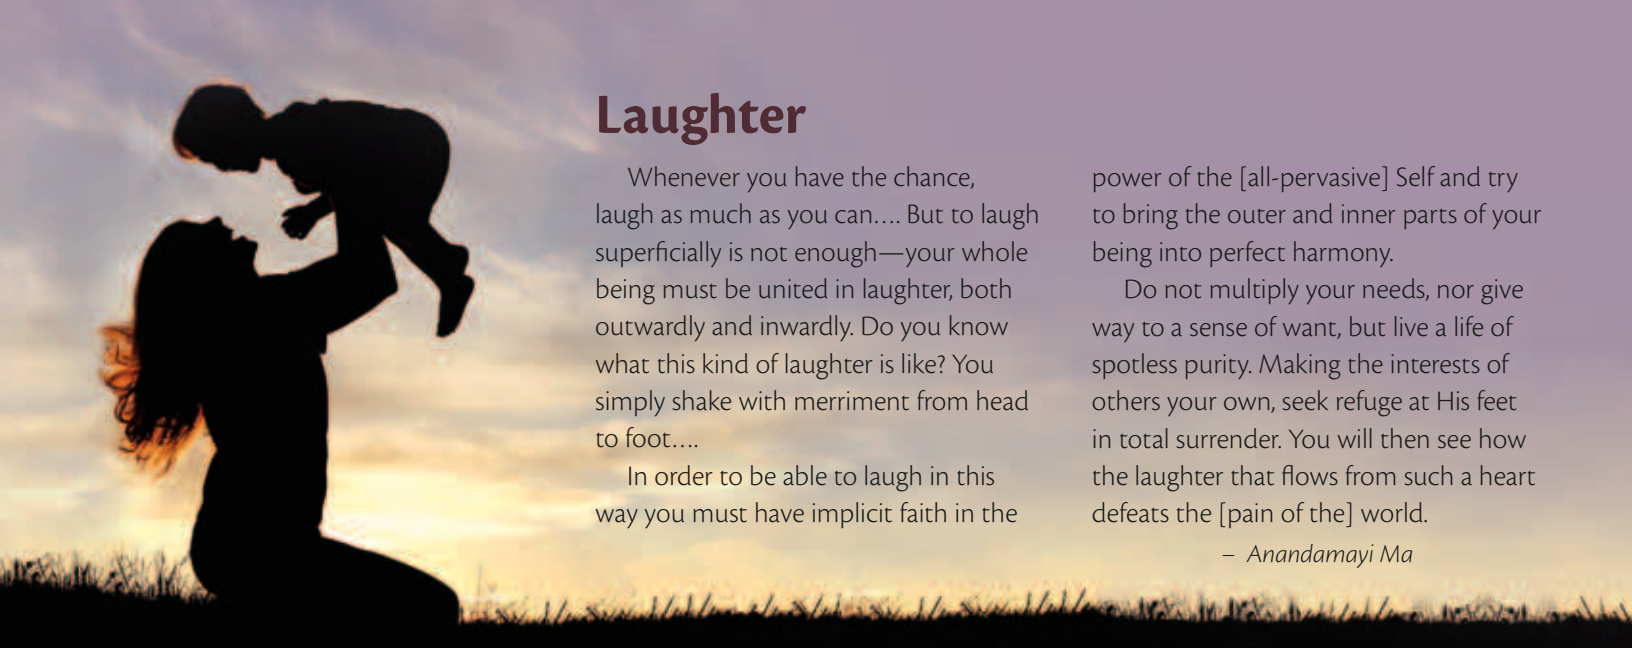 Laughter
Whenever you have the chance,
laugh as much as you can.... But to laugh
superficially is not enough—your whole
being must be united in laughter, both
outwardly and inwardly. Do you know
what this kind of laughter is like? You
simply shake with merriment from head
to foot....
In order to be able to laugh in this
way you must have implicit faith in the
power of the [all-pervasive] Self and try
to bring the outer and inner parts of your
being into perfect harmony.
Do not multiply your needs, nor give
way to a sense of want, but live a life of
spotless purity. Making the interests of
others your own, seek refuge at His feet
in total surrender. You will then see how
the laughter that flows from such a heart
defeats the [pain of the] world.
– Anandamayi Ma